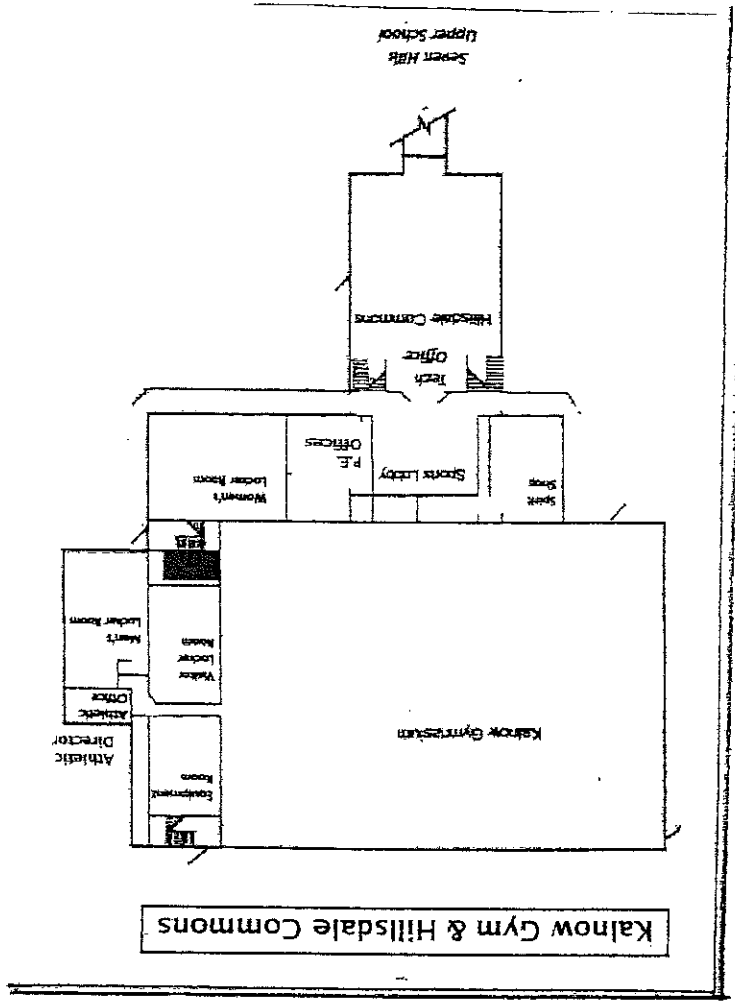 Kalnow Gym & Hillsdale Commons
Equipment
Room
Athletic
Director
Kalnow Gymnasium
Athletic
Office
Visitor
Locker
Room
Men's
Locker Room
Spirit
Shop
Sports Lobby
P.E.
Offices
Women's
Locker Room
Tech
Office
Hillsdale Commons
N
Seven Hills
Upper School